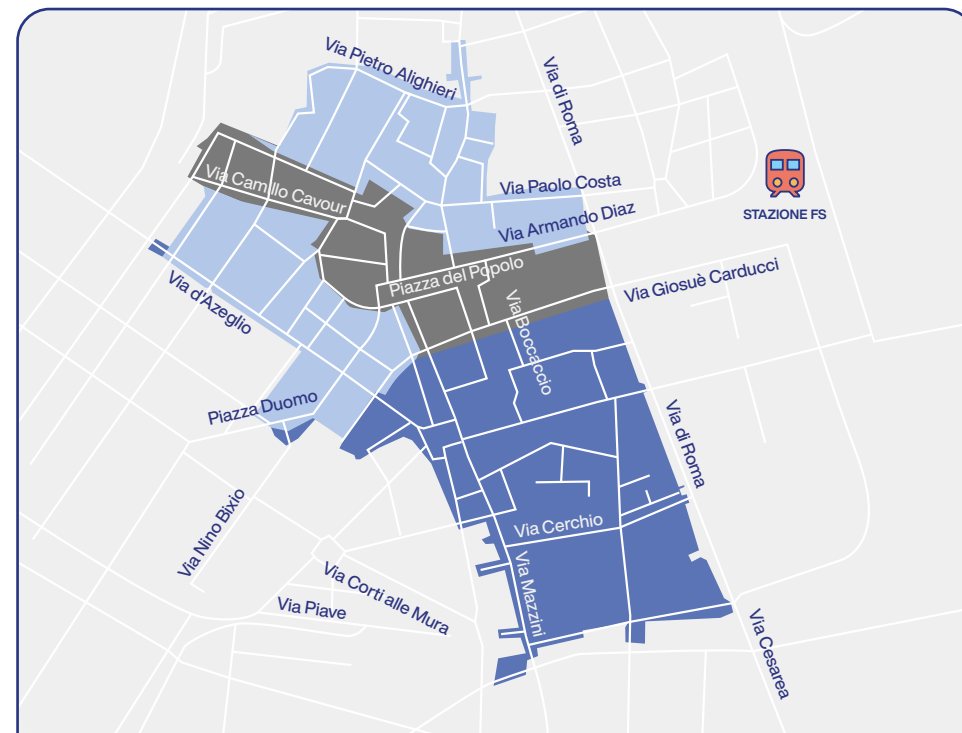 Via Pietro Alighieri
Via di Roma
Via Camillo Cavour
Via Paolo Costa
STAZIONE FS
Via Armando Diaz
Piazza del Popolo
Via Giosuè Carducci
Via d'Azeglio
Via Boccaccio
Piazza Duomo
Via di Roma
Via Nino Bixio
Via Cerchio
Via Corti alle Mura
Via Mazzini
Via Piave
Via Cesarea